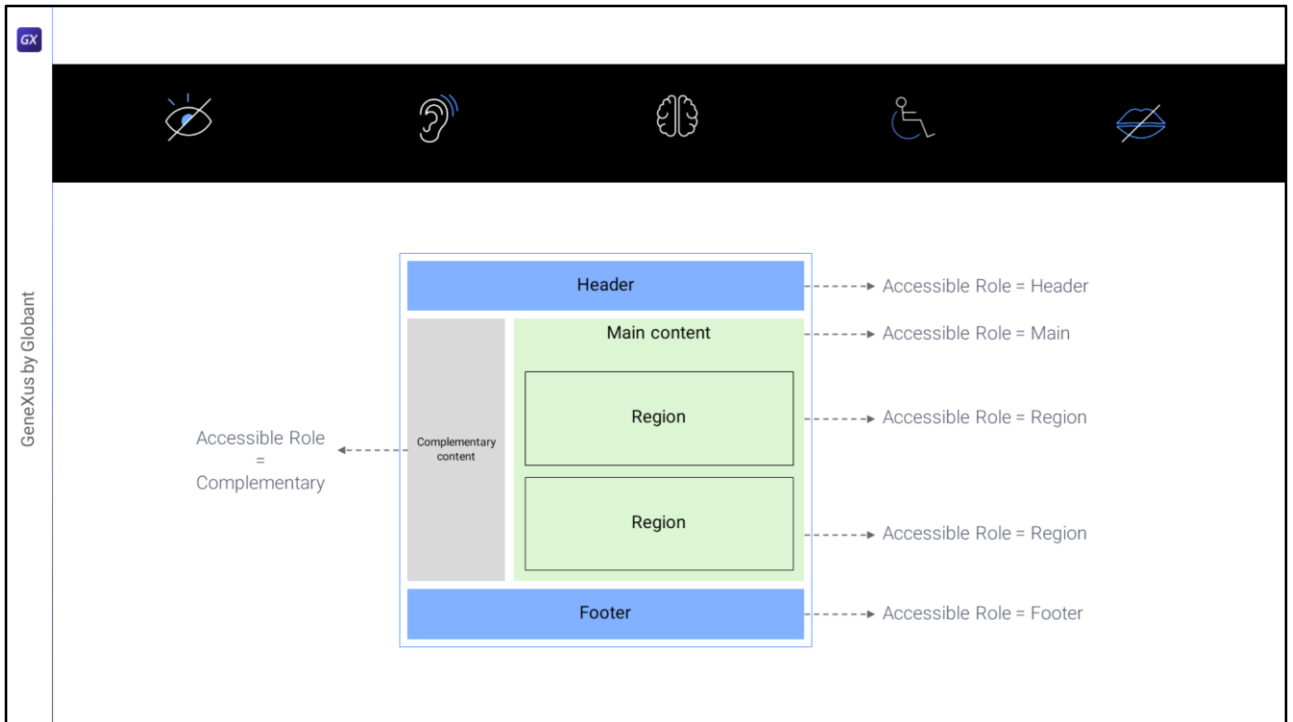 GX
GeneXus by Globant
Header
Accessible Role = Header
Main content
Accessible Role = Main
Region
Accessible Role = Region
Accessible Role
=
Complementary
Complementary
content
Region
Accessible Role = Region
Footer
Accessible Role = Footer